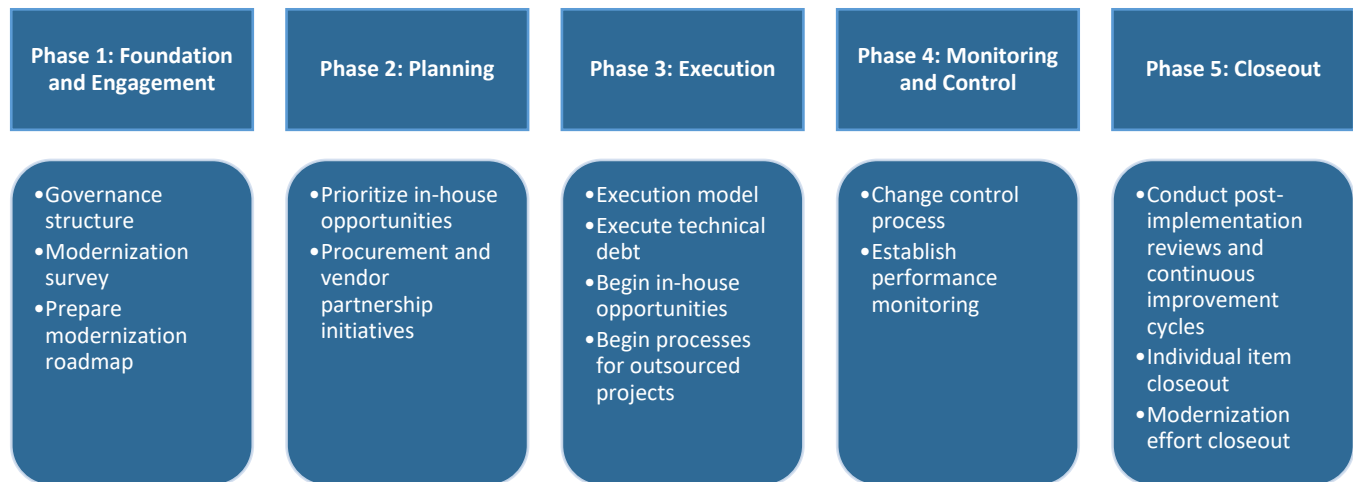 Phase 1: Foundation
and Engagement
Phase 2: Planning
Phase 3: Execution
Phase 4: Monitoring
and Control
Phase 5: Closeout
•Governance
structure
•Modernization
survey
•Prepare
modernization
roadmap
•Prioritize in-house
opportunities
•Procurement and
vendor
partnership
initiatives
•Execution model
•Execute technical
debt
•Begin in-house
opportunities
•Begin processes
for outsourced
projects
•Change control
process
•Establish
performance
monitoring
•Conduct post-
implementation
reviews and
continuous
improvement
cycles
•Individual item
closeout
•Modernization
effort closeout